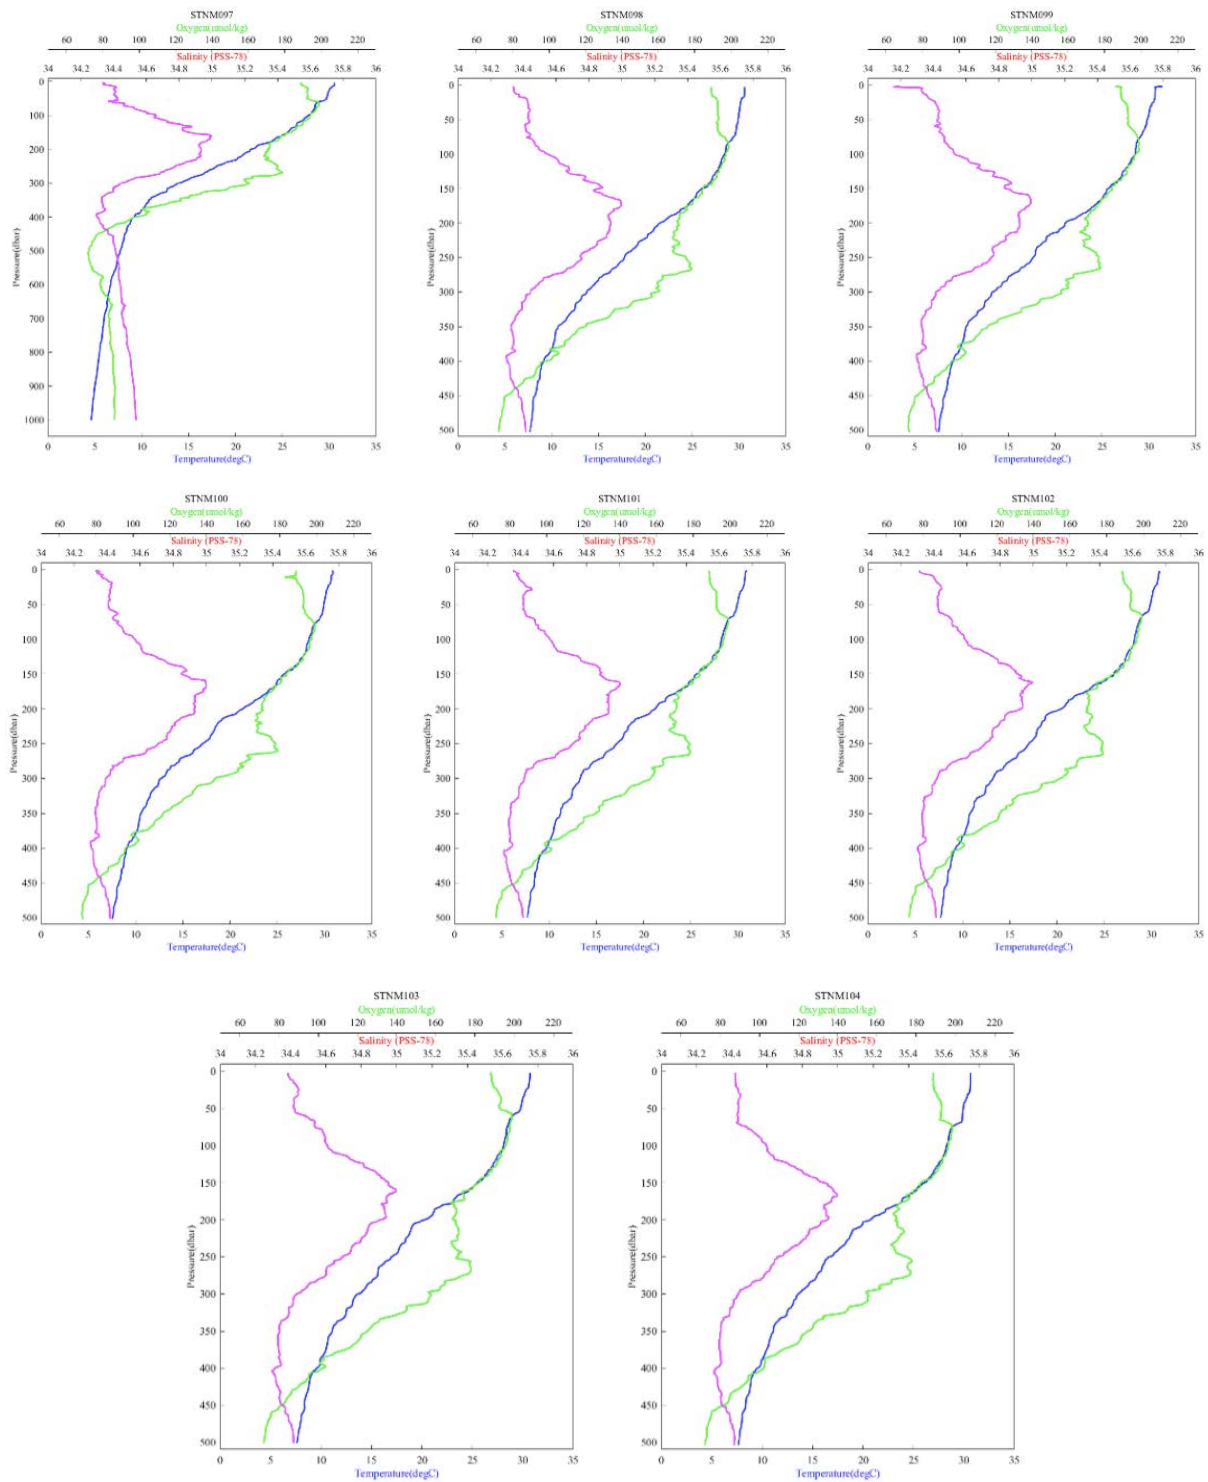 STNM097
Oxygen(umol/kg)
60 80 100 120 140 160 180 200 220
Salinity (PSS-78)
34 34.2 34.4 34.6 34.8 35 35.2 35.4 35.6 35.8 36
0
100
200
300
400
500
600
700
800
900
1000
Pressure(dbar)
0 5 10 15 20 25 30 35
Temperature(degC)
STNM098
Oxygen(umol/kg)
60 80 100 120 140 160 180 200 220
Salinity (PSS-78)
34 34.2 34.4 34.6 34.8 35 35.2 35.4 35.6 35.8 36
0
50
100
150
200
250
300
350
400
450
500
Pressure(dbar)
0 5 10 15 20 25 30 35
Temperature(degC)
STNM099
Oxygen(umol/kg)
60 80 100 120 140 160 180 200 220
Salinity (PSS-78)
34 34.2 34.4 34.6 34.8 35 35.2 35.4 35.6 35.8 36
0
50
100
150
200
250
300
350
400
450
500
Pressure(dbar)
0 5 10 15 20 25 30 35
Temperature(degC)
STNM100
Oxygen(umol/kg)
60 80 100 120 140 160 180 200 220
Salinity (PSS-78)
34 34.2 34.4 34.6 34.8 35 35.2 35.4 35.6 35.8 36
0
50
100
150
200
250
300
350
400
450
500
Pressure(dbar)
0 5 10 15 20 25 30 35
Temperature(degC)
STNM101
Oxygen(umol/kg)
60 80 100 120 140 160 180 200 220
Salinity (PSS-78)
34 34.2 34.4 34.6 34.8 35 35.2 35.4 35.6 35.8 36
0
50
100
150
200
250
300
350
400
450
500
Pressure(dbar)
0 5 10 15 20 25 30 35
Temperature(degC)
STNM102
Oxygen(umol/kg)
60 80 100 120 140 160 180 200 220
Salinity (PSS-78)
34 34.2 34.4 34.6 34.8 35 35.2 35.4 35.6 35.8 36
0
50
100
150
200
250
300
350
400
450
500
Pressure(dbar)
0 5 10 15 20 25 30 35
Temperature(degC)
STNM103
Oxygen(umol/kg)
60 80 100 120 140 160 180 200 220
Salinity (PSS-78)
34 34.2 34.4 34.6 34.8 35 35.2 35.4 35.6 35.8 36
0
50
100
150
200
250
300
350
400
450
500
Pressure(dbar)
0 5 10 15 20 25 30 35
Temperature(degC)
STNM104
Oxygen(umol/kg)
60 80 100 120 140 160 180 200 220
Salinity (PSS-78)
34 34.2 34.4 34.6 34.8 35 35.2 35.4 35.6 35.8 36
0
50
100
150
200
250
300
350
400
450
500
Pressure(dbar)
0 5 10 15 20 25 30 35
Temperature(degC)